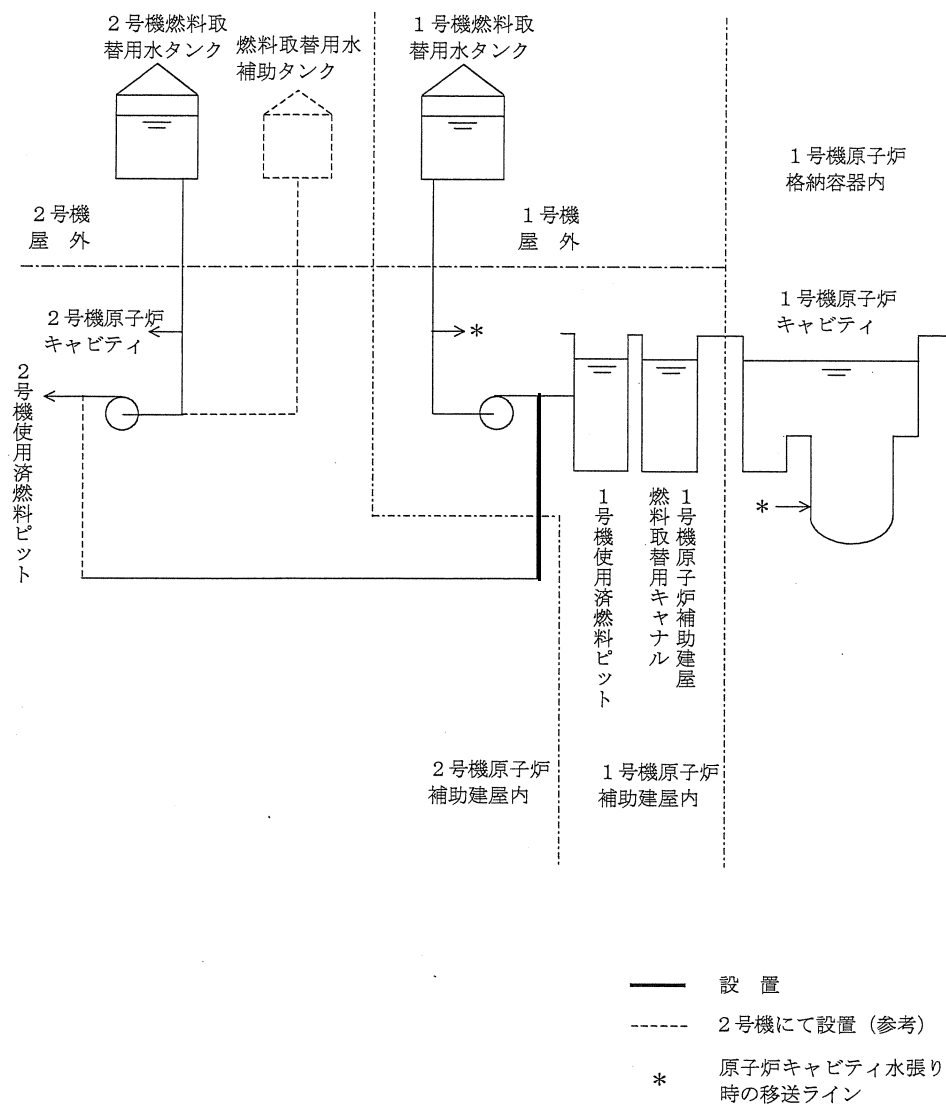 2号機燃料取
替用水タンク
燃料取替用水
補助タンク
1号機燃料取
替用水タンク
1号機原子炉
格納容器内
2号機
屋 外
1号機
屋 外
2号機原子炉
キャビティ
*
1号機原子炉
キャビティ
2号機使用済燃料ピット
1号機使用済燃料ピット
1号機原子炉補助建屋
燃料取替用キャナル
*
2号機原子炉
補助建屋内
1号機原子炉
補助建屋内
設 置
2号機にて設置(参考)
* 原子炉キャビティ水張り
時の移送ライン